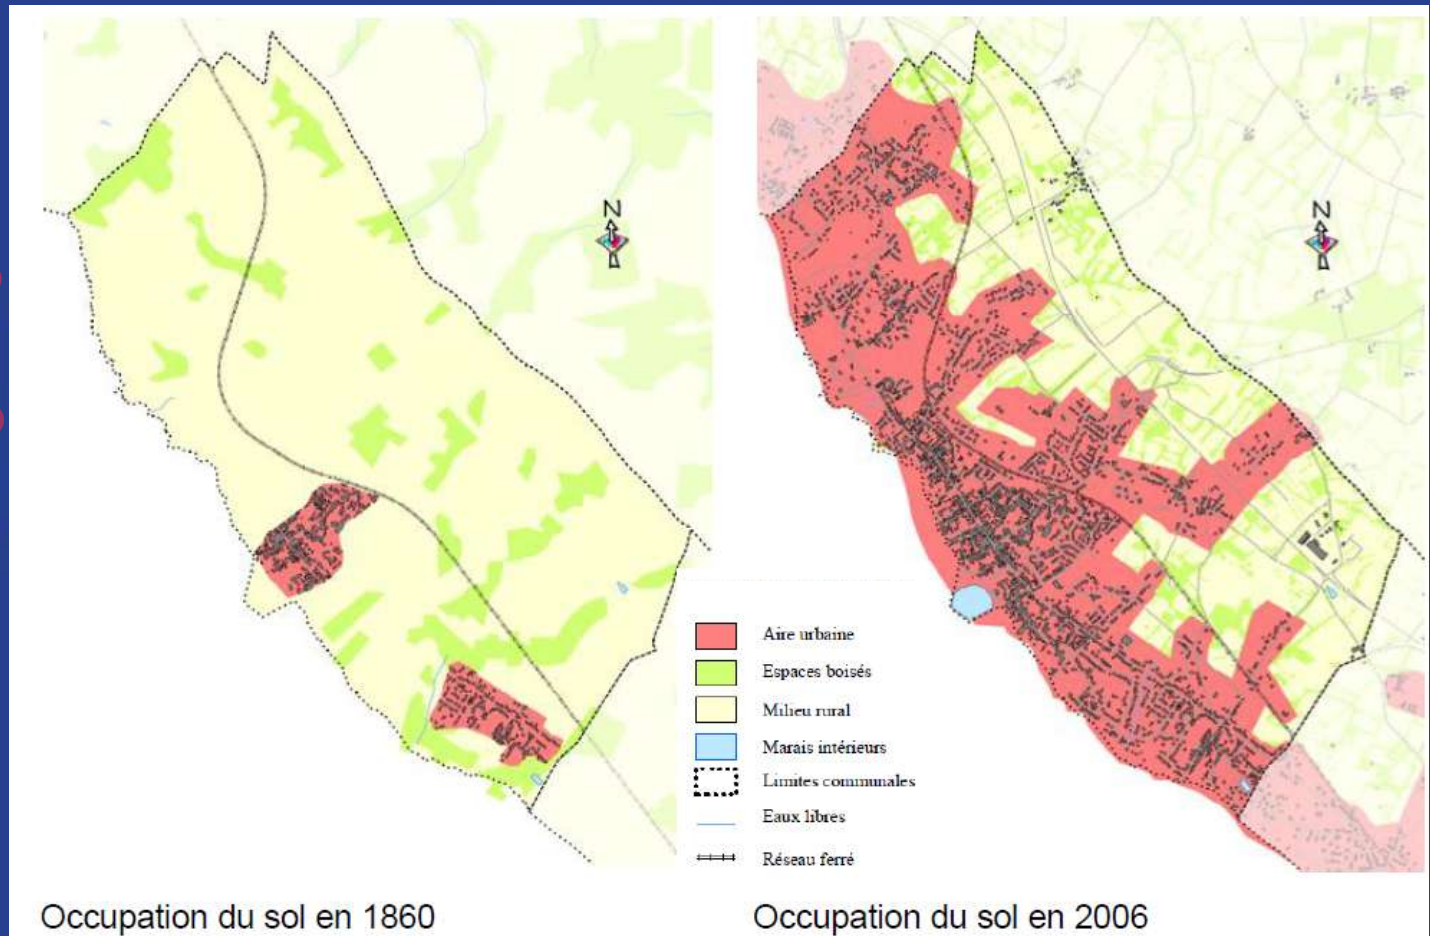 N
N
Aire urbaine
Espaces boisés
Milieu rural
Marais intérieurs
Limites communales
Eaux libres
Réseau ferré
Occupation du sol en 1860
Occupation du sol en 2006